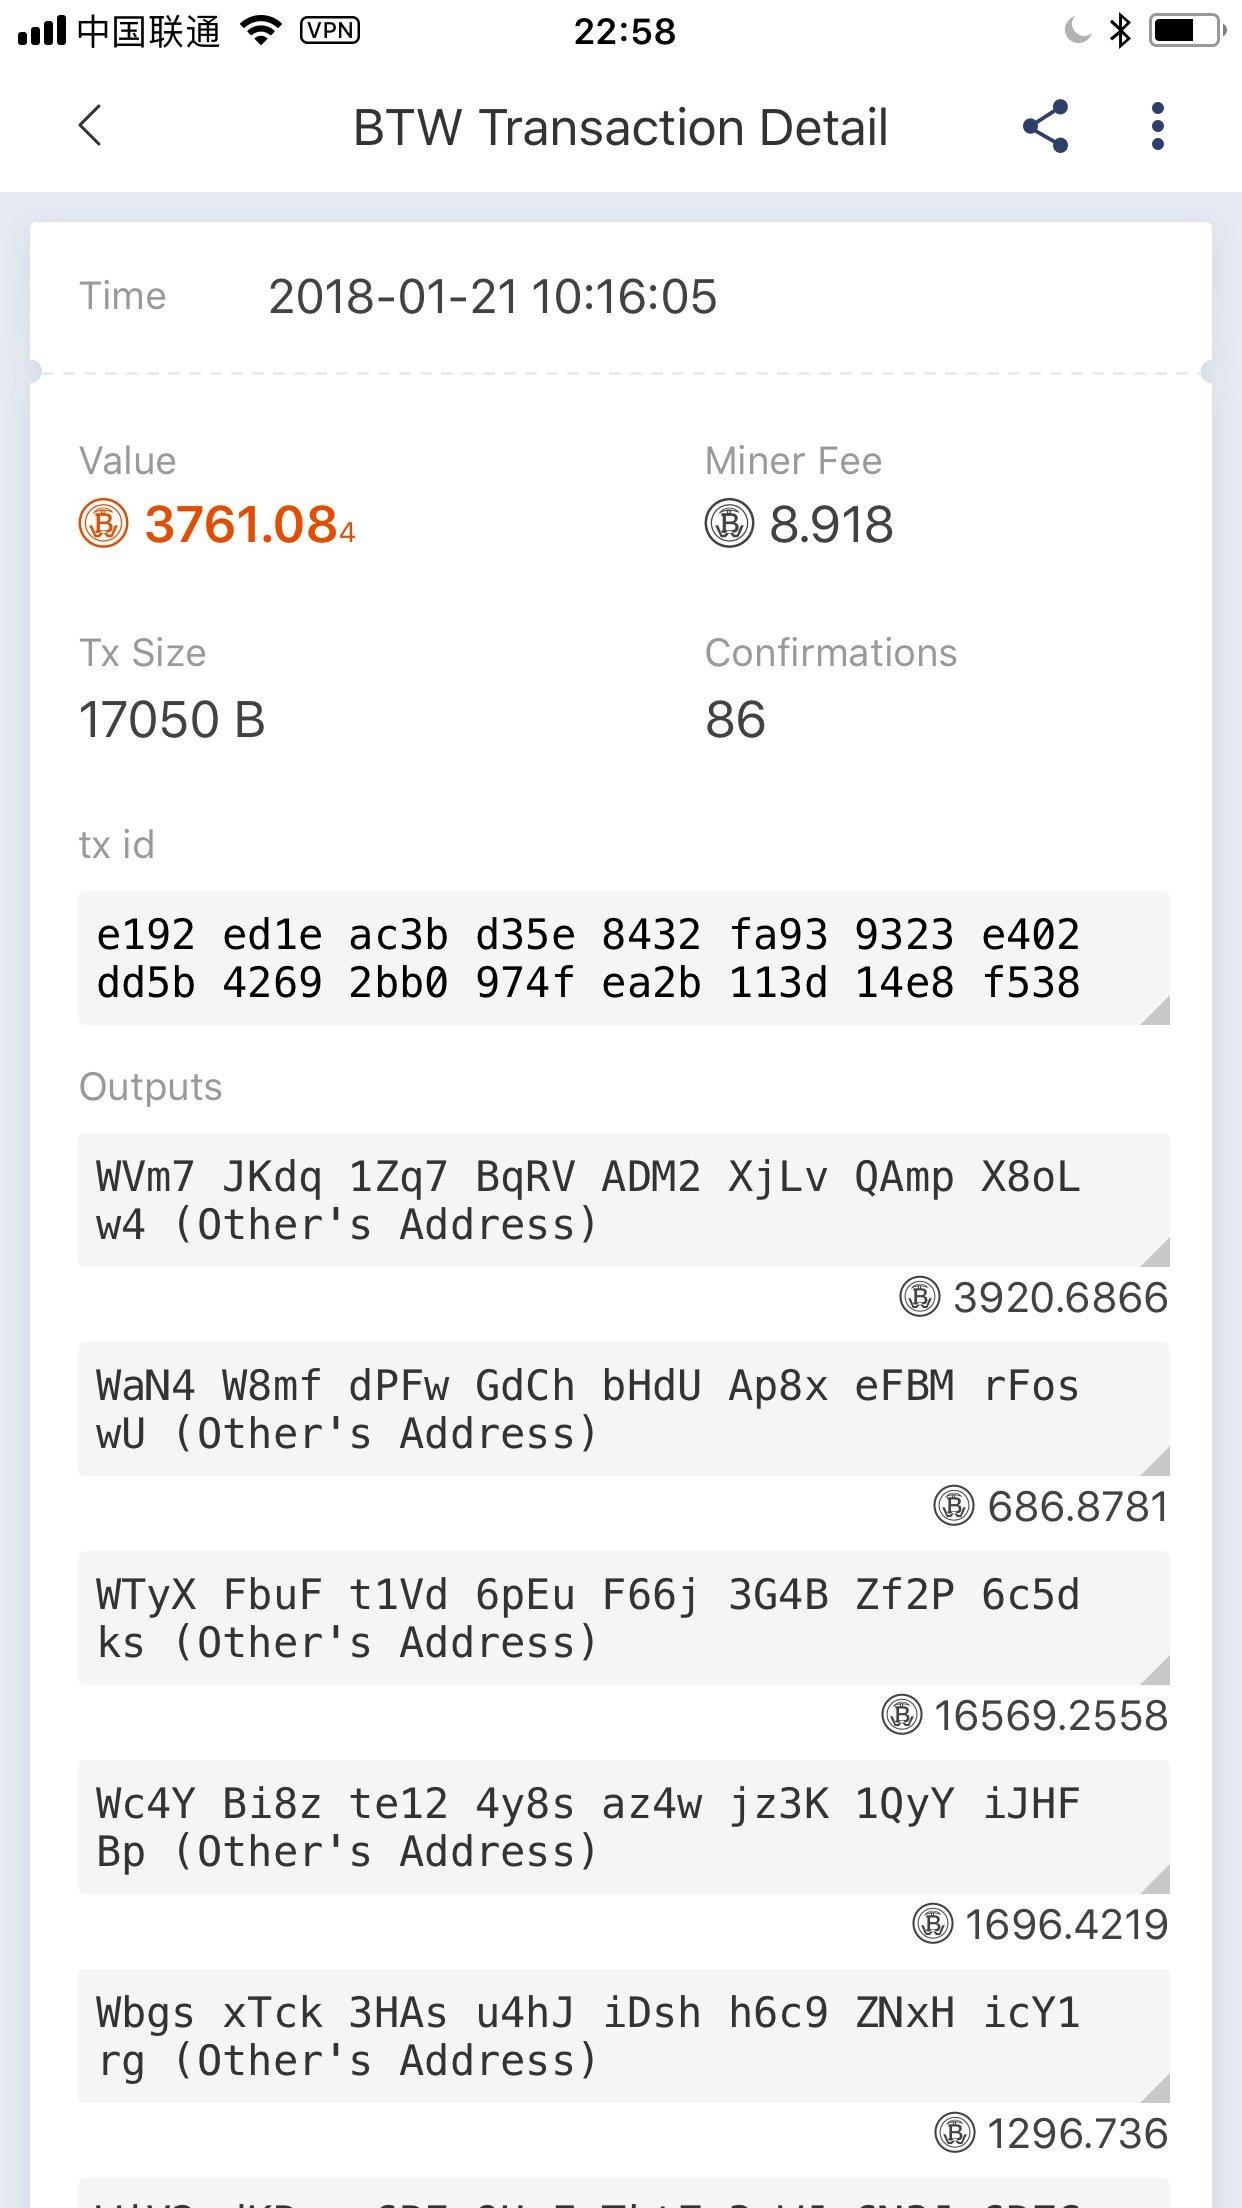 中国联通 VPN 22:58
BTW Transaction Detail
Time 2018-01-21 10:16:05
Value Miner Fee
3761.084 8.918
Tx Size Confirmations
17050 B 86
tx id
e192 ed1e ac3b d35e 8432 fa93 9323 e402
dd5b 4269 2bb0 974f ea2b 113d 14e8 f538
Outputs
WVm7 JKdq 1Zq7 BqRV ADM2 XjLv QAmp X8oL
w4 (Other's Address)
3920.6866
WaN4 W8mf dPFw GdCh bHdU Ap8x eFBM rFos
wU (Other's Address)
686.8781
WTyX FbuF t1Vd 6pEu F66j 3G4B Zf2P 6c5d
ks (Other's Address)
16569.2558
Wc4Y Bi8z te12 4y8s az4w jz3K 1QyY iJHF
Bp (Other's Address)
1696.4219
Wbgs xTck 3HAs u4hJ iDsh h6c9 ZNxH icY1
rg (Other's Address)
1296.736